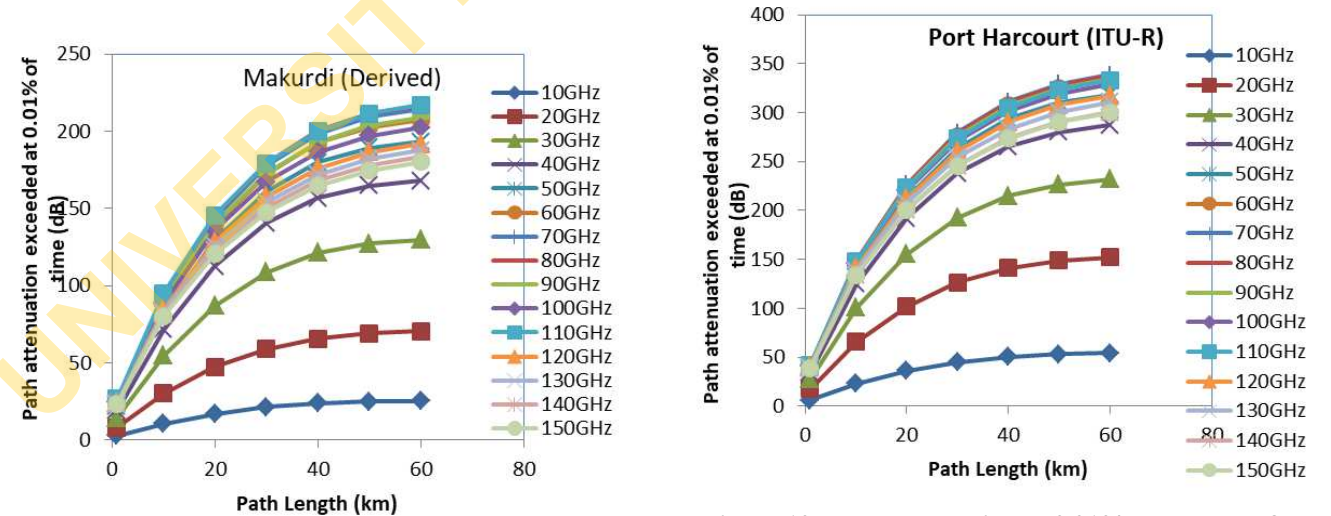 UNIVERSIT
Makurdi (Derived)
Path attenuation exceeded at 0.01% of
time (dB)
250
200
150
100
50
0
0 20 40 60 80
Path Length (km)
10GHz
20GHz
30GHz
40GHz
50GHz
60GHz
70GHz
80GHz
90GHz
100GHz
110GHz
120GHz
130GHz
140GHz
150GHz
Port Harcourt (ITU-R)
Path attenuation exceeded at 0.01% of
time (dB)
400
350
300
250
200
150
100
50
0
0 20 40 60 80
Path Length (km)
10GHz
20GHz
30GHz
40GHz
50GHz
60GHz
70GHz
80GHz
90GHz
100GHz
110GHz
120GHz
130GHz
140GHz
150GHz